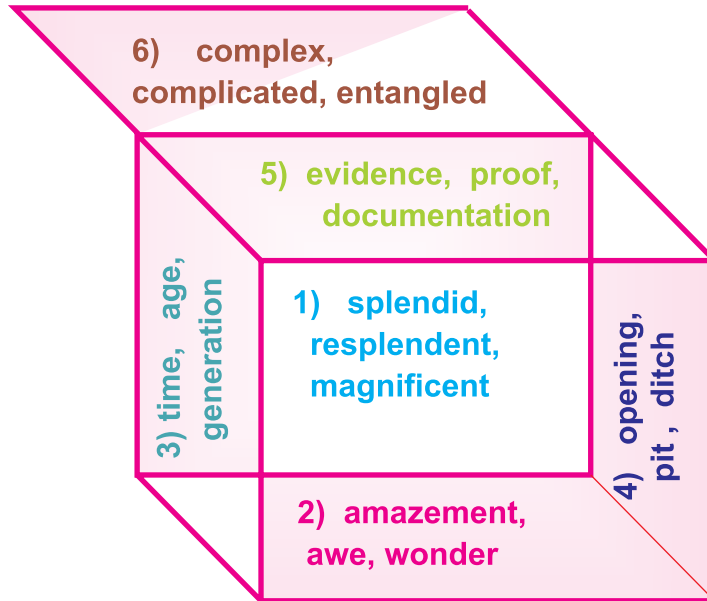 6) complex,
complicated, entangled
5) evidence, proof,
documentation
1) splendid,
resplendent,
magnificent
3) time, age,
generation
4) opening,
pit , ditch
2) amazement,
awe, wonder